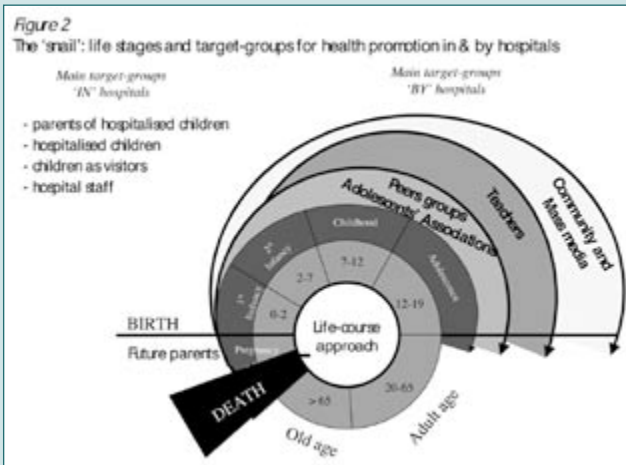 Figure 2
The 'snail': life stages and target-groups for health promotion in & by hospitals
Main target-groups
'IN' hospitals
Main target-groups
'BY' hospitals
- parents of hospitalised children
- hospitalised children
- children as visitors
- hospital staff
Peers groups
Adolescents' Associations
Teachers
Community and
Mass media
Childhood
2nd
Infancy
1st
Infancy
Adolescence
7-12
2-7
0-2
12-19
BIRTH
Life-course
approach
Future parents
Pregnancy
DEATH
>65
20-65
Old age
Adult age